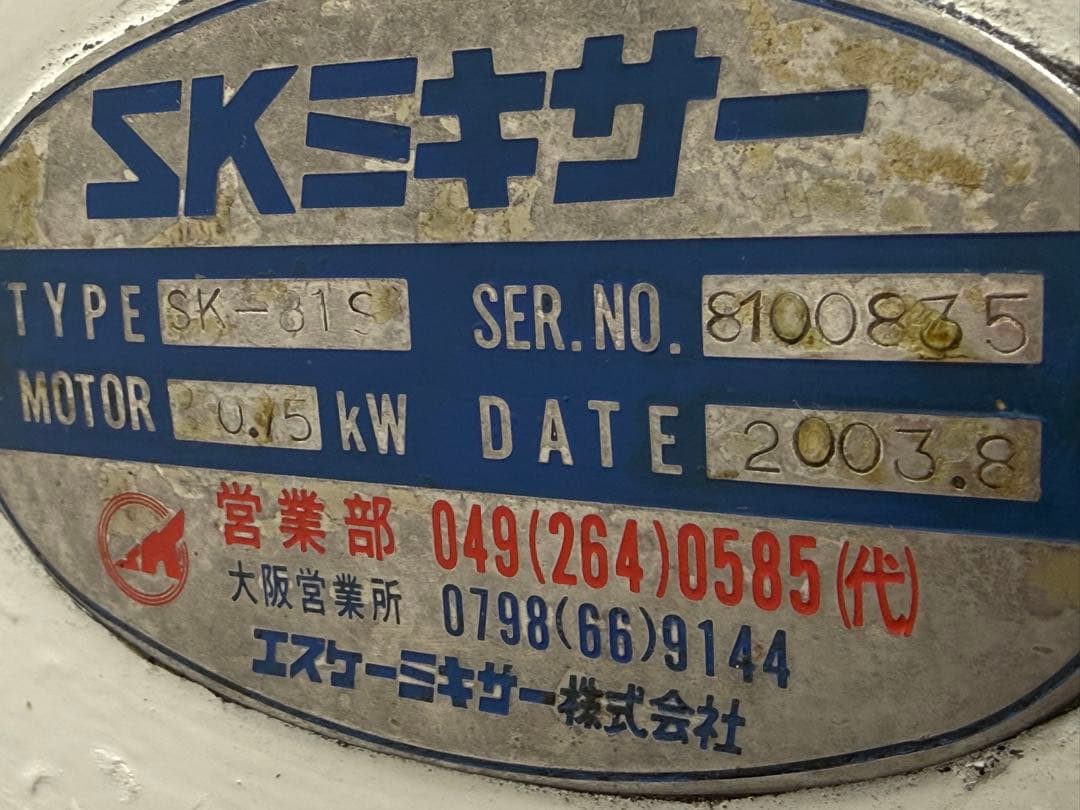 SKミキサー
TYPE SK-81S SER.NO. 8100835
MOTOR kW DATE 2003.8
営業部 049(264)0585(代)
大阪営業所 0798(66)9144
エスケーミキサー株式会社